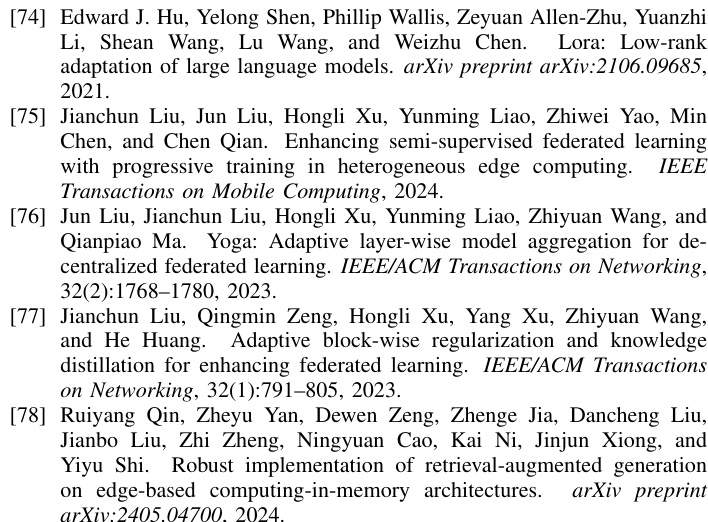 [74] Edward J. Hu, Yelong Shen, Phillip Wallis, Zeyuan Allen-Zhu, Yuanzhi
Li, Shean Wang, Lu Wang, and Weizhu Chen. Lora: Low-rank
adaptation of large language models. arXiv preprint arXiv:2106.09685,
2021.
[75] Jianchun Liu, Jun Liu, Hongli Xu, Yunming Liao, Zhiwei Yao, Min
Chen, and Chen Qian. Enhancing semi-supervised federated learning
with progressive training in heterogeneous edge computing. IEEE
Transactions on Mobile Computing, 2024.
[76] Jun Liu, Jianchun Liu, Hongli Xu, Yunming Liao, Zhiyuan Wang, and
Qianpiao Ma. Yoga: Adaptive layer-wise model aggregation for de-
centralized federated learning. IEEE/ACM Transactions on Networking,
32(2):1768–1780, 2023.
[77] Jianchun Liu, Qingmin Zeng, Hongli Xu, Yang Xu, Zhiyuan Wang,
and He Huang. Adaptive block-wise regularization and knowledge
distillation for enhancing federated learning. IEEE/ACM Transactions
on Networking, 32(1):791–805, 2023.
[78] Ruiyang Qin, Zheyu Yan, Dewen Zeng, Zhenge Jia, Dancheng Liu,
Jianbo Liu, Zhi Zheng, Ningyuan Cao, Kai Ni, Jinjun Xiong, and
Yiyu Shi. Robust implementation of retrieval-augmented generation
on edge-based computing-in-memory architectures. arXiv preprint
arXiv:2405.04700, 2024.